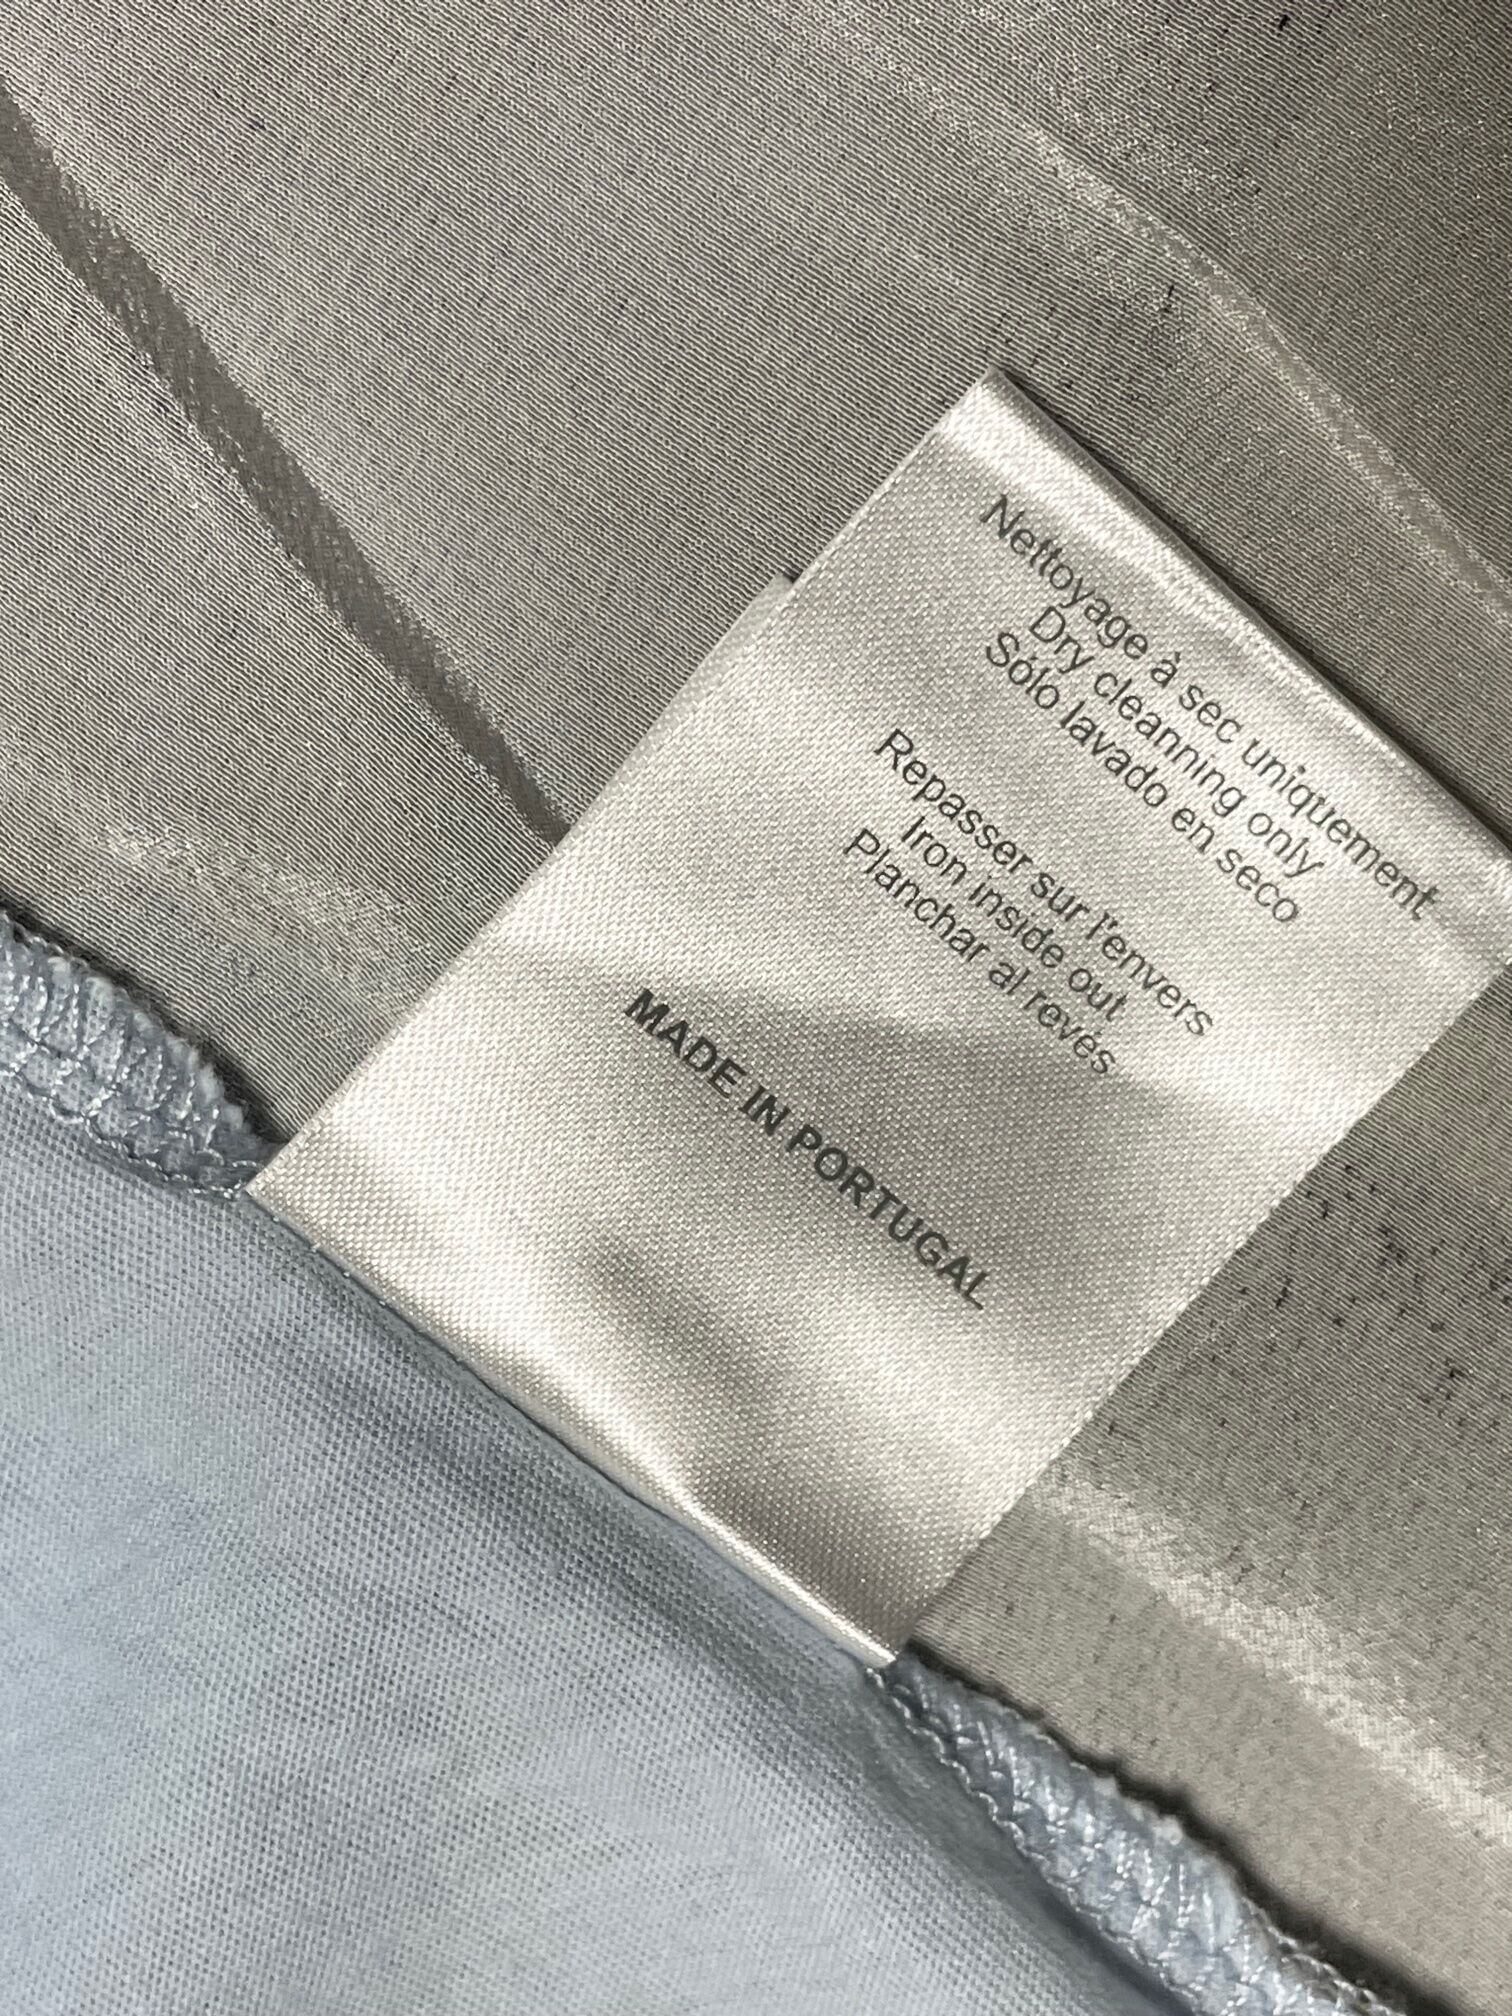 Nettoyage à sec uniquement
Dry cleanning only
Sólo lavado en seco
Repasser sur l'envers
Iron inside out
Planchar al revés
MADE IN PORTUGAL